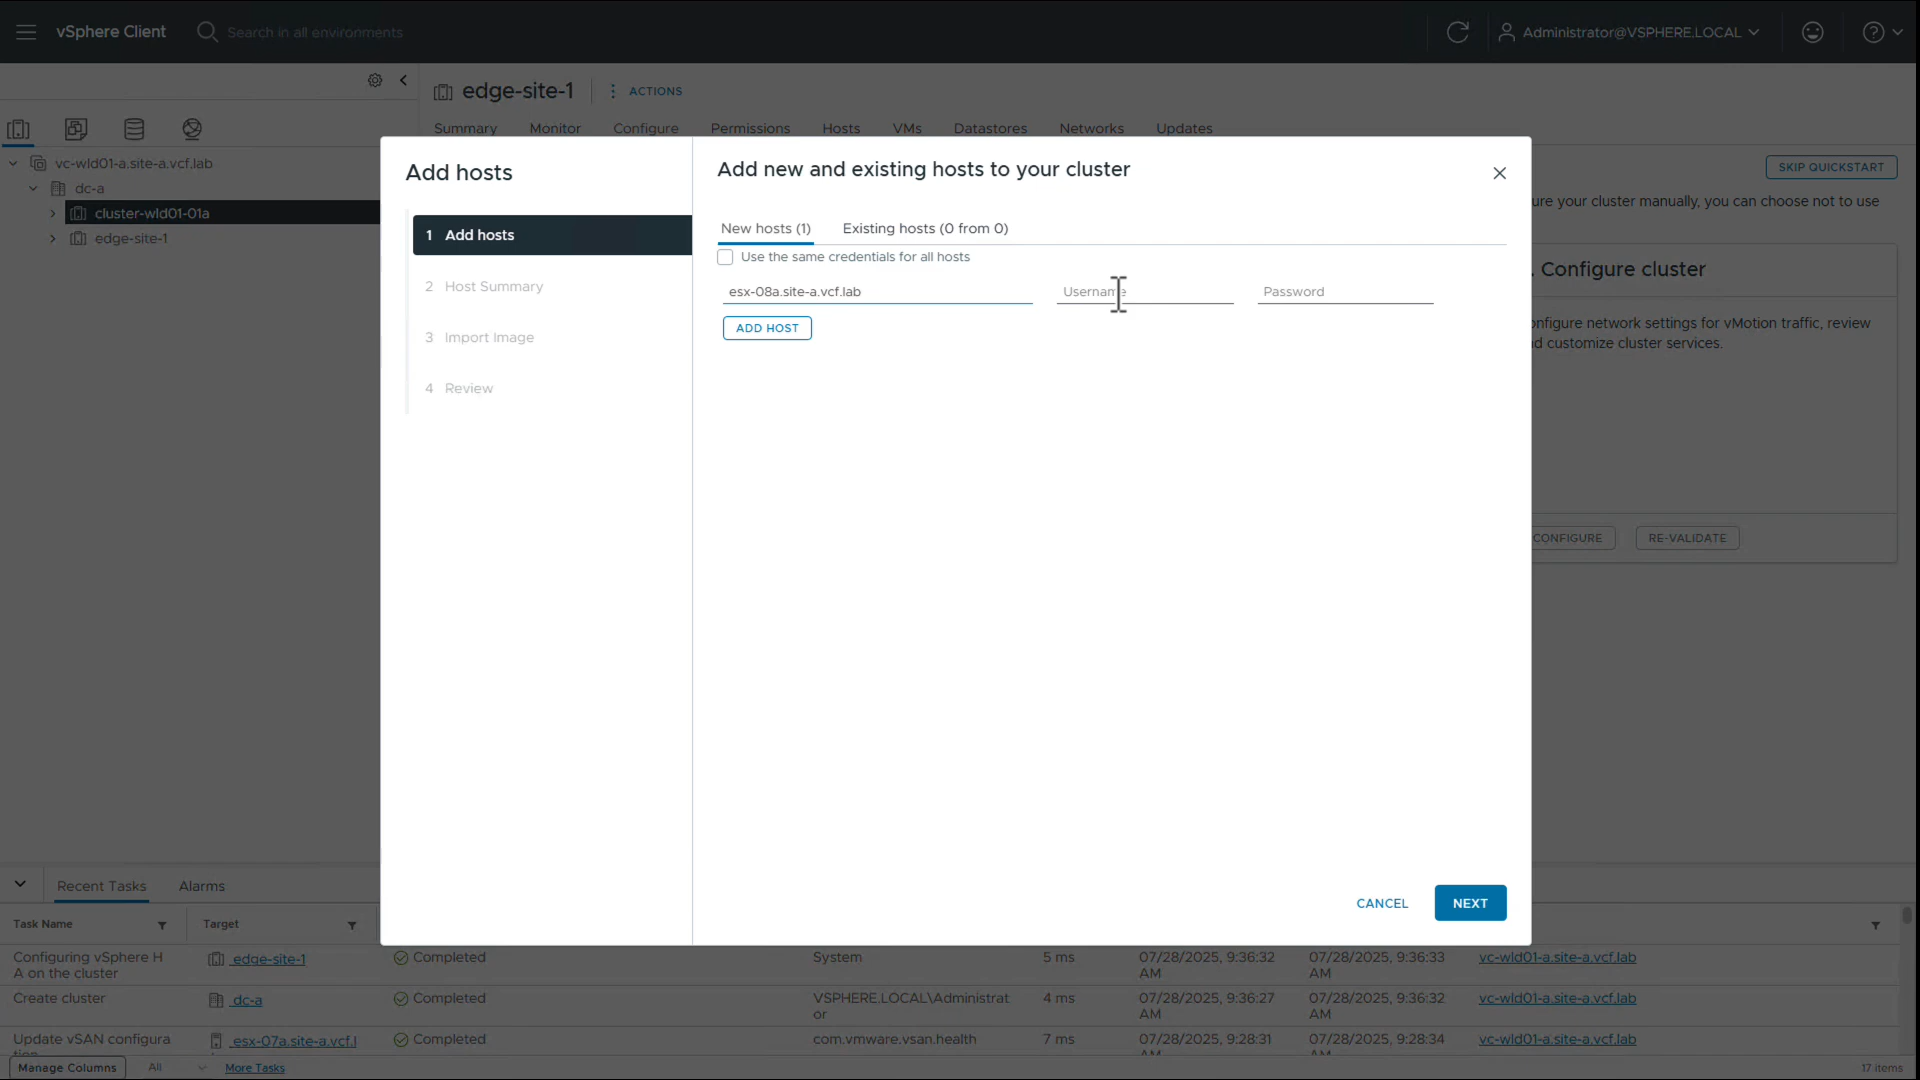 vSphere Client
Search in all environments
Administrator@VSPHERE.LOCAL
edge-site-1
ACTIONS
Summary Monitor Configure Permissions Hosts VMs Datastores Networks Updates
vc-wld01-a.site-a.vcf.lab
dc-a
cluster-wld01-01a
edge-site-1
SKIP QUICKSTART
ure your cluster manually, you can choose not to use
. Configure cluster
onfigure network settings for vMotion traffic, review
d customize cluster services.
CONFIGURE
RE-VALIDATE
Add hosts
1 Add hosts
2 Host Summary
3 Import Image
4 Review
Add new and existing hosts to your cluster
New hosts (1) Existing hosts (0 from 0)
Use the same credentials for all hosts
esx-08a.site-a.vcf.lab Username Password
ADD HOST
CANCEL
NEXT
Recent Tasks Alarms
Task Name Target
Configuring vSphere H edge-site-1 Completed System 5 ms 07/28/2025, 9:36:32 07/28/2025, 9:36:33 vc-wld01-a.site-a.vcf.lab
A on the cluster AM AM
Create cluster dc-a Completed VSPHERE.LOCAL\Administrat 4 ms 07/28/2025, 9:36:27 07/28/2025, 9:36:32 vc-wld01-a.site-a.vcf.lab
or AM AM
Update vSAN configura esx-07a.site-a.vcf.l Completed com.vmware.vsan.health 7 ms 07/28/2025, 9:28:31 07/28/2025, 9:28:34 vc-wld01-a.site-a.vcf.lab
Manage Columns All More Tasks 17 items